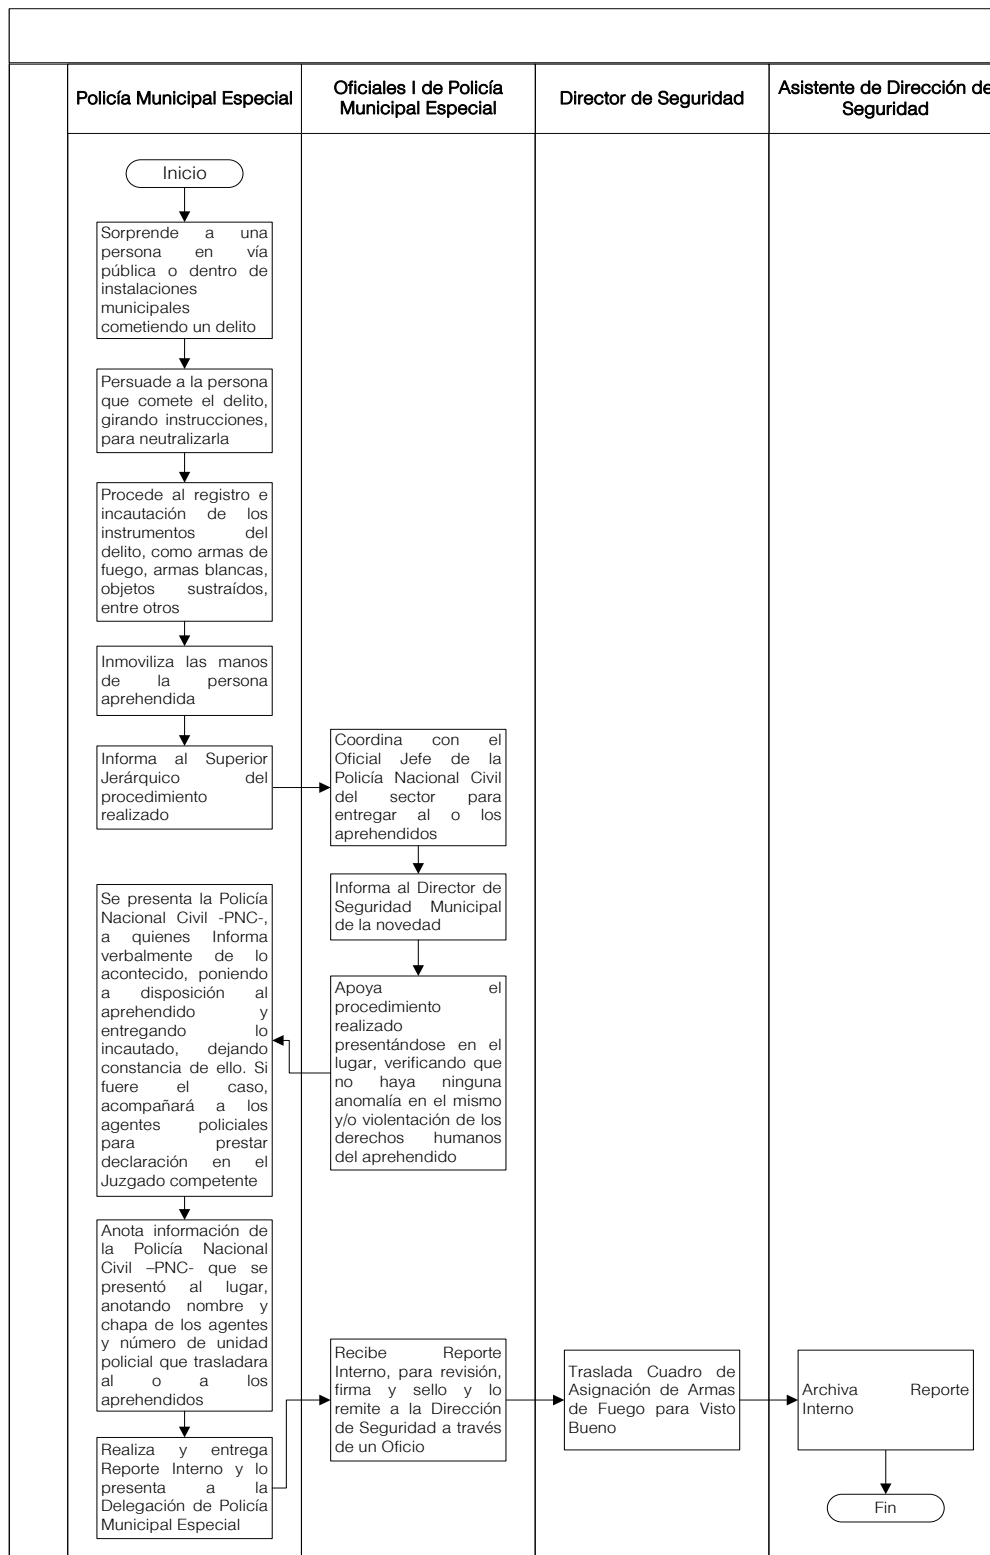 Policía Municipal Especial
Oficiales I de Policía
Municipal Especial
Director de Seguridad
Asistente de Dirección de
Seguridad
Inicio
Sorprende a una
persona en vía
pública o dentro de
instalaciones
municipales
cometiendo un delito
Persuade a la persona
que comete el delito,
girando instrucciones,
para neutralizarla
Procede al registro e
incautación de los
instrumentos del
delito, como armas de
fuego, armas blancas,
objetos sustraídos,
entre otros
Inmoviliza las manos
de la persona
aprehendida
Informa al Superior
Jerárquico del
procedimiento
realizado
Coordina con el
Oficial Jefe de la
Policía Nacional Civil
del sector para
entregar al o los
aprehendidos
Informa al Director de
Seguridad Municipal
de la novedad
Apoya el
procedimiento
realizado
presentándose en el
lugar, verificando que
no haya ninguna
anomalía en el mismo
y/o violentación de los
derechos humanos
del aprehendido
Se presenta la Policía
Nacional Civil -PNC-,
a quienes Informa
verbalmente de lo
acontecido, poniendo
a disposición al
aprehendido y
entregando lo
incautado, dejando
constancia de ello. Si
fuere el caso,
acompañará a los
agentes policiales
para prestar
declaración en el
Juzgado competente
Anota información de
la Policía Nacional
Civil –PNC- que se
presentó al lugar,
anotando nombre y
chapa de los agentes
y número de unidad
policial que trasladara
al o a los
aprehendidos
Realiza y entrega
Reporte Interno y lo
presenta a la
Delegación de Policía
Municipal Especial
Recibe Reporte
Interno, para revisión,
firma y sello y lo
remite a la Dirección
de Seguridad a través
de un Oficio
Traslada Cuadro de
Asignación de Armas
de Fuego para Visto
Bueno
Archiva Reporte
Interno
Fin